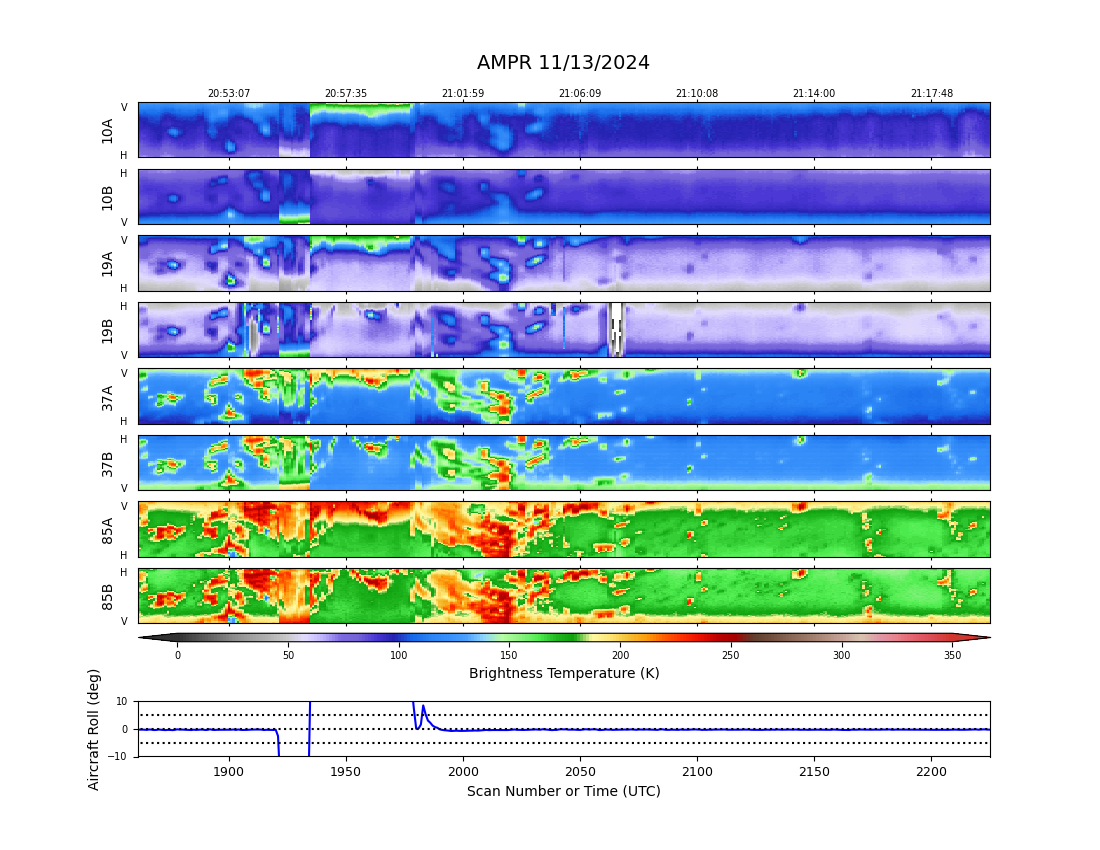 AMPR 11/13/2024
20:53:07 20:57:35 21:01:59 21:06:09 21:10:08 21:14:00 21:17:48
V
10A
H
H
10B
V
V
19A
H
H
19B
V
V
37A
H
H
37B
V
V
85A
H
H
85B
V
0 50 100 150 200 250 300 350
Brightness Temperature (K)
Aircraft Roll (deg)
10
0
−10
1900 1950 2000 2050 2100 2150 2200
Scan Number or Time (UTC)